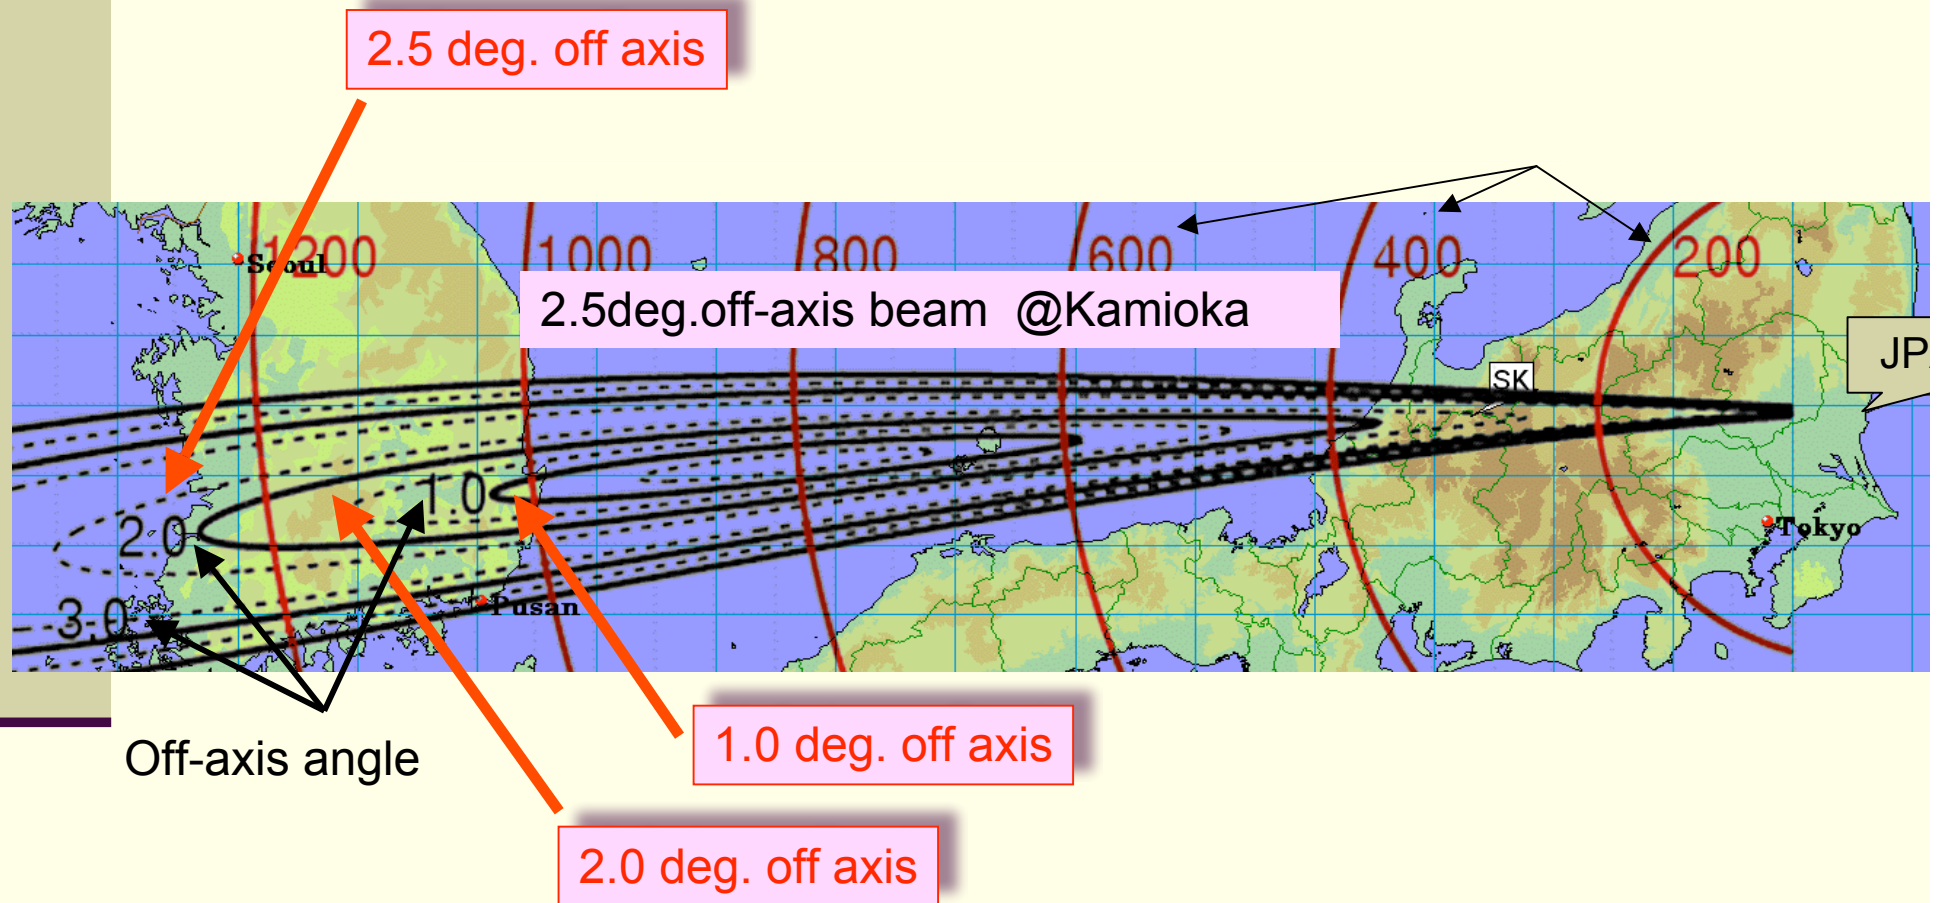 2.5 deg. off axis
1200
1000
800
600
400
200
Seoul
2.5deg.off-axis beam @Kamioka
JP
SK
1.0
2.0
Tokyo
3.0
Pusan
Off-axis angle
1.0 deg. off axis
2.0 deg. off axis